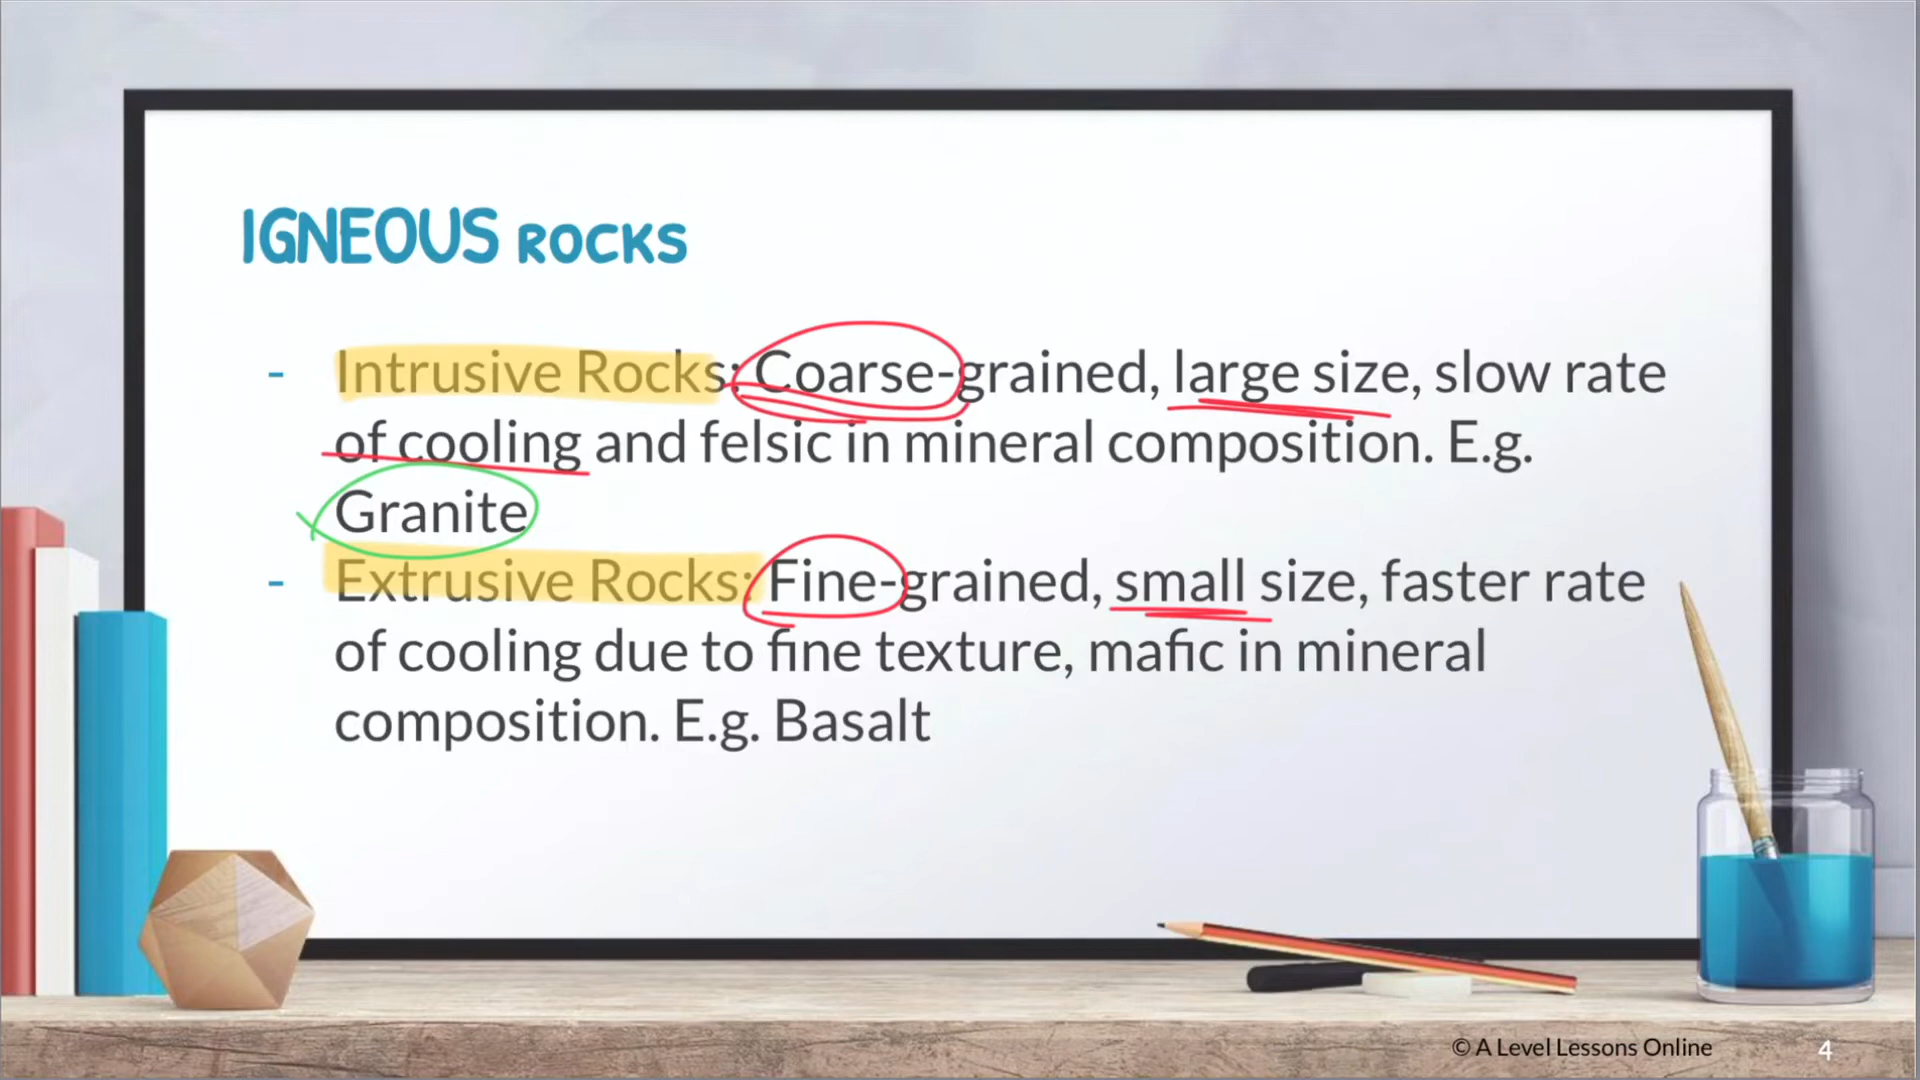 IGNEOUS ROCKS
- Intrusive Rocks: Coarse-grained, large size, slow rate
of cooling and felsic in mineral composition. E.g.
Granite
- Extrusive Rocks: Fine-grained, small size, faster rate
of cooling due to fine texture, mafic in mineral
composition. E.g. Basalt
© A Level Lessons Online
4